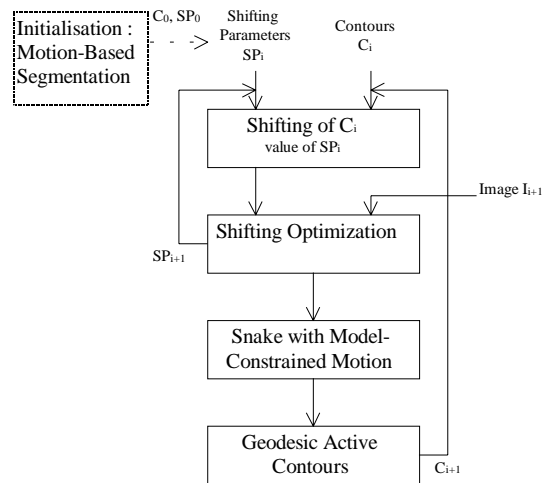 Initialisation :
Motion-Based
Segmentation
C0, SP0
Shifting
Parameters
SPi
Contours
Ci
Shifting of Ci
value of SPi
Image Ii+1
Shifting Optimization
SPi+1
Snake with Model-
Constrained Motion
Geodesic Active
Contours
Ci+1